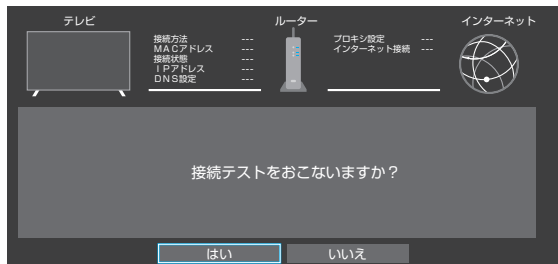 テレビ
ルーター
インターネット
接続方法 ---
MACアドレス ---
接続状態 ---
IPアドレス ---
DNS設定 ---
プロキシ設定 ---
インターネット接続 ---
接続テストをおこないますか？
はい
いいえ